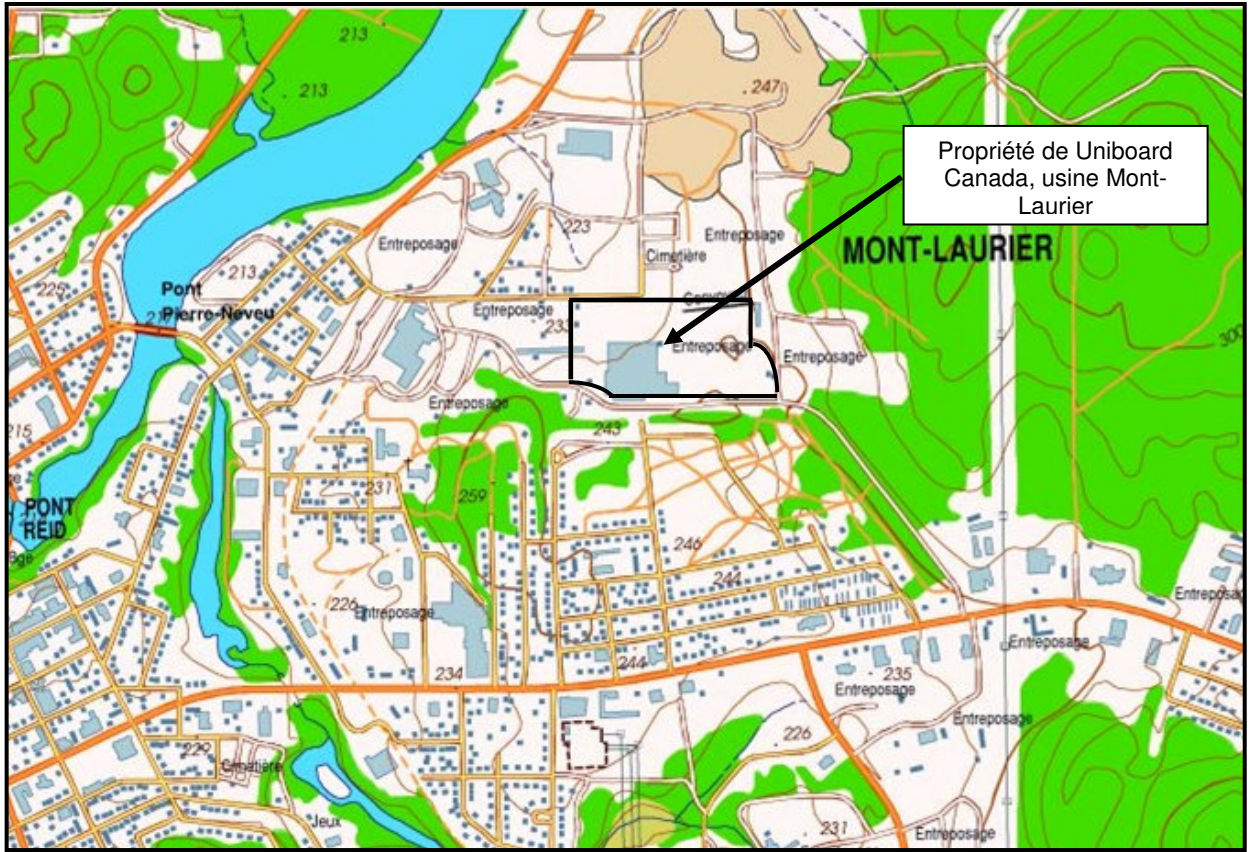 213
213
247
Propriété de Uniboard
Canada, usine Mont-
Laurier
223
Entreposage
Entreposage
Cimetière
MONT-LAURIER
213
225
Pont
Pierre-Neveu
Entreposage
233
Entreposage
Entreposage
300
Entreposage
215
243
231
259
PONT
REID
246
244
226
Entreposage
244
234
Entreposage
235
Entreposage
Entreposage
229
Cimetière
226
Jeux
231
Entreposage